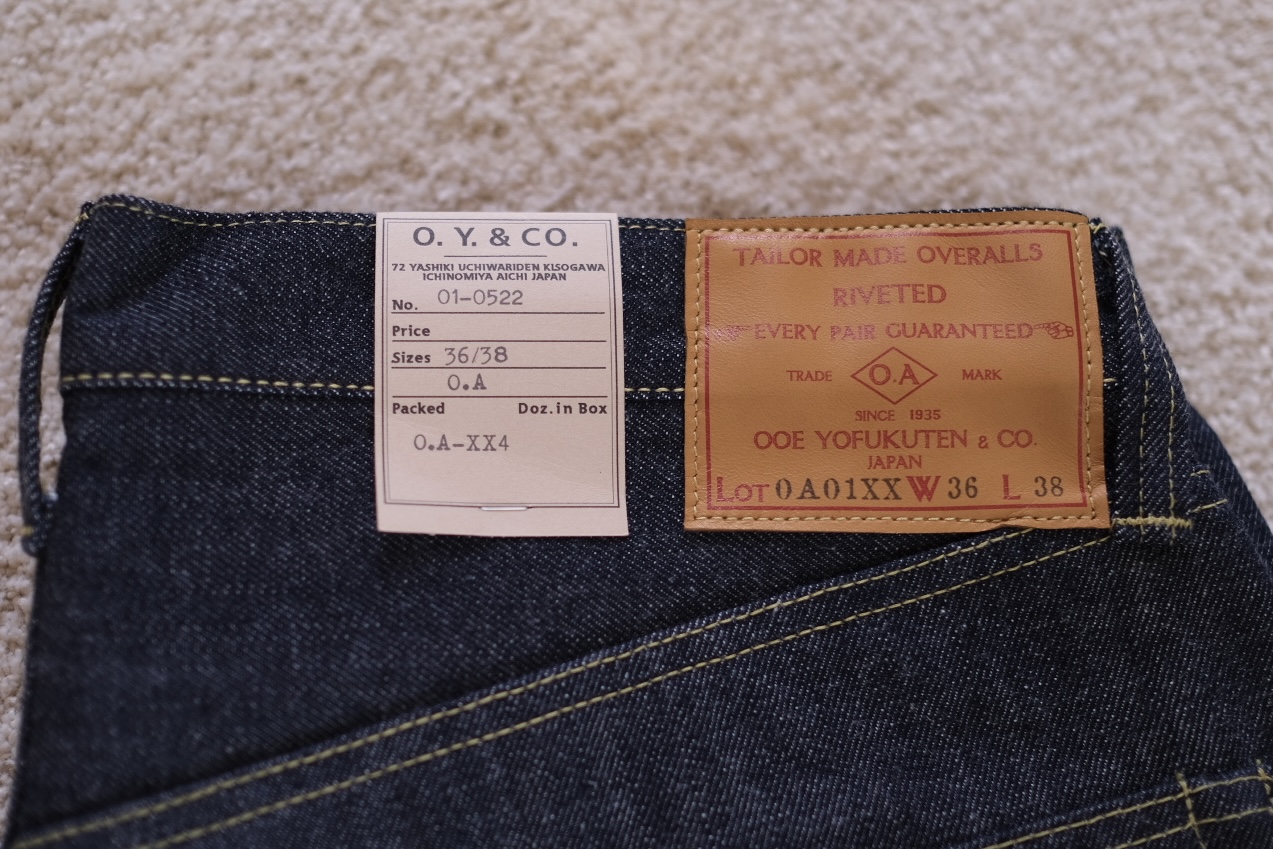 O. Y. & CO.
72 YASHIKI UCHIWARIDEN KISOGAWA
ICHINOMIYA AICHI JAPAN
No. 01-0522
Price
Sizes 36/38
O.A
Packed Doz. in Box
O.A-XX4
TAILOR MADE OVERALLS
RIVETED
EVERY PAIR GUARANTEED
TRADE O.A MARK
SINCE 1935
OOE YOFUKUTEN & CO.
JAPAN
LOT 0A01XX W 36 L 38